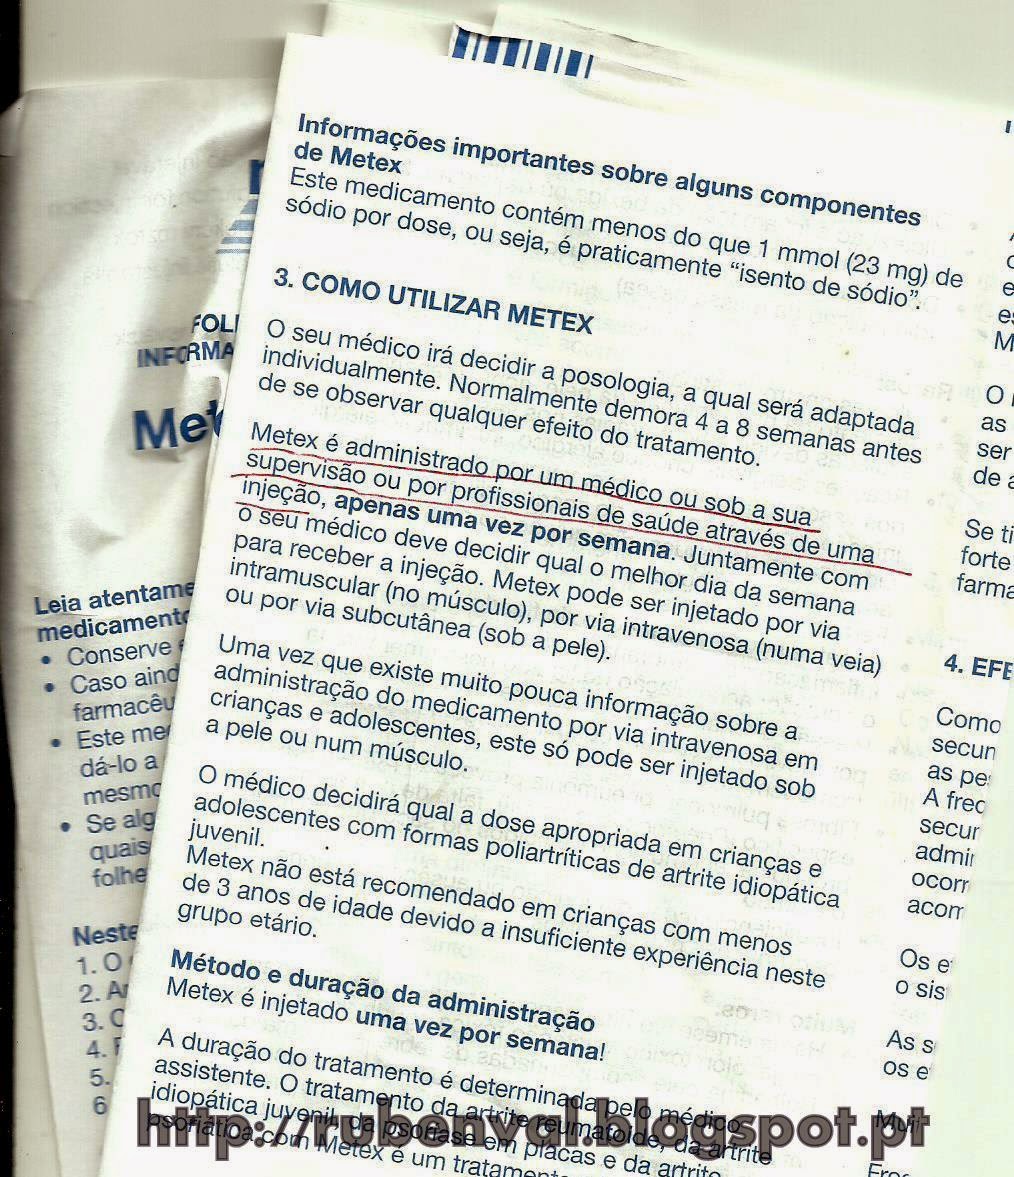 Informações importantes sobre alguns componentes
de Metex
Este medicamento contém menos do que 1 mmol (23 mg) de
sódio por dose, ou seja, é praticamente “isento de sódio”.
3. COMO UTILIZAR METEX
O seu médico irá decidir a posologia, a qual será adaptada
individualmente. Normalmente demora 4 a 8 semanas antes
de se observar qualquer efeito do tratamento.
Metex é administrado por um médico ou sob a sua
supervisão ou por profissionais de saúde através de uma
injeção, apenas uma vez por semana. Juntamente com
o seu médico deve decidir qual o melhor dia da semana
para receber a injeção. Metex pode ser injetado por via
intramuscular (no músculo), por via intravenosa (numa veia)
ou por via subcutânea (sob a pele).
Uma vez que existe muito pouca informação sobre a
administração do medicamento por via intravenosa em
crianças e adolescentes, este só pode ser injetado sob
a pele ou num músculo.
O médico decidirá qual a dose apropriada em crianças e
adolescentes com formas poliartríticas de artrite idiopática
juvenil.
Metex não está recomendado em crianças com menos
de 3 anos de idade devido a insuficiente experiência neste
grupo etário.
Método e duração da administração
Metex é injetado uma vez por semana!
A duração do tratamento é determinada pelo médico
assistente. O tratamento da artrite reumatoide, da artrite
idiopática juvenil, da psoríase em placas e da artrite
psoriática com Metex é um tratamento
http://rubenval.blogspot.pt
FOL
INFORMA
Met
Leia atentame
medicamento
• Conserve
• Caso aind
farmacêu
• Este me
dá-lo a
mesmo
• Se alg
quais
folhe
Neste
1. O
2. A
3. C
4.
5.
6
O
as
ser
de a
Se ti
forte
farma
4. EFE
Como
secun
as pe
A freq
secun
admi
ocorr
acom
Os e
o sis
As s
os e